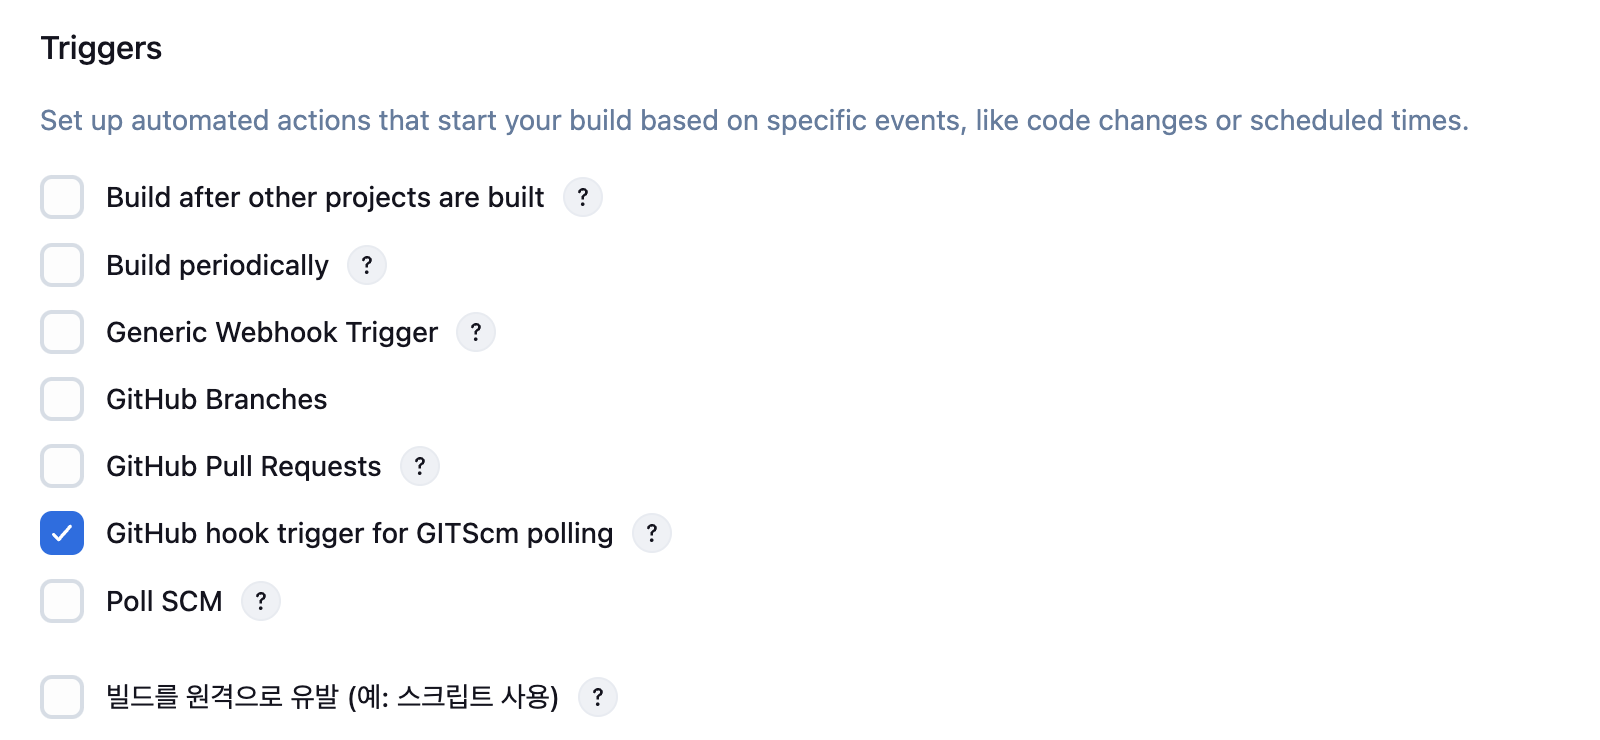 Triggers
Set up automated actions that start your build based on specific events, like code changes or scheduled times.
Build after other projects are built ?
Build periodically ?
Generic Webhook Trigger ?
GitHub Branches
GitHub Pull Requests ?
GitHub hook trigger for GITScm polling ?
Poll SCM ?
빌드를 원격으로 유발 (예: 스크립트 사용) ?